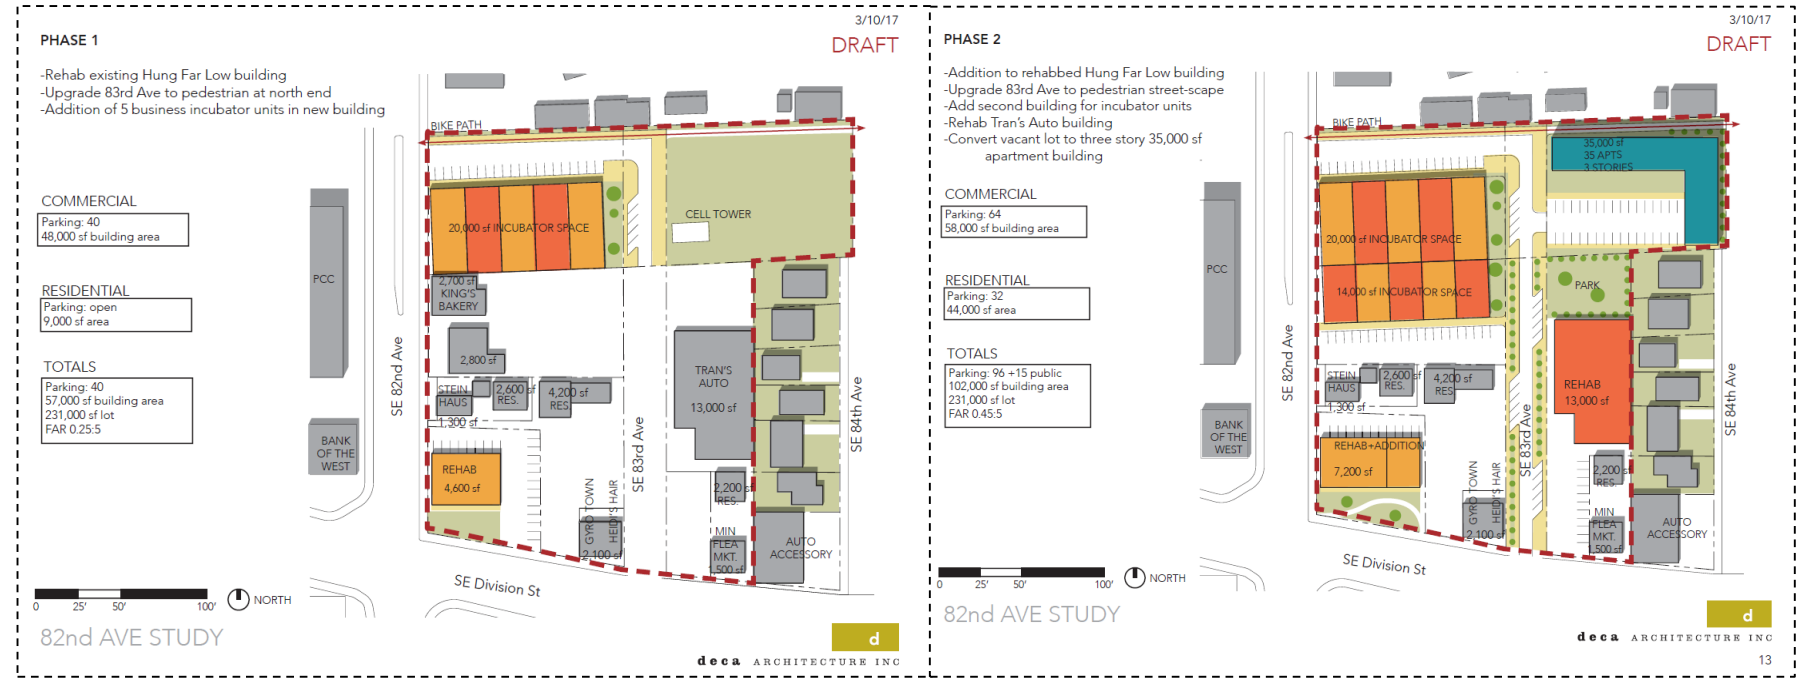 3/10/17
DRAFT
PHASE 1
-Rehab existing Hung Far Low building
-Upgrade 83rd Ave to pedestrian at north end
-Addition of 5 business incubator units in new building
COMMERCIAL
Parking: 40
48,000 sf building area
RESIDENTIAL
Parking: open
9,000 sf area
TOTALS
Parking: 40
57,000 sf building area
231,000 sf lot
FAR 0.25:5
BIKE PATH
20,000 sf INCUBATOR SPACE
CELL TOWER
PCC
2,700 sf
KING'S
BAKERY
2,800 sf
SE 82nd Ave
STEIN
HAUS
1,300 sf
2,600 sf
RES.
4,200 sf
RES.
TRAN'S
AUTO
13,000 sf
SE 83rd Ave
SE 84th Ave
BANK
OF THE
WEST
REHAB
4,600 sf
GYRO TOWN
HEIDI'S HAIR
2,100 sf
2,200 sf
RES.
MIN
FLEA
MKT.
1,500 sf
AUTO
ACCESSORY
SE Division St
0 25' 50' 100'
NORTH
82nd AVE STUDY
d
deca ARCHITECTURE INC
3/10/17
DRAFT
PHASE 2
-Addition to rehabbed Hung Far Low building
-Upgrade 83rd Ave to pedestrian street-scape
-Add second building for incubator units
-Rehab Tran's Auto building
-Convert vacant lot to three story 35,000 sf
apartment building
COMMERCIAL
Parking: 64
58,000 sf building area
RESIDENTIAL
Parking: 32
44,000 sf area
TOTALS
Parking: 96 +15 public
102,000 sf building area
231,000 sf lot
FAR 0.45:5
BIKE PATH
35,000 sf
35 APTS
3 STORIES
20,000 sf INCUBATOR SPACE
14,000 sf INCUBATOR SPACE
PARK
PCC
SE 82nd Ave
STEIN
HAUS
1,300 sf
2,600 sf
RES.
4,200 sf
RES.
REHAB
13,000 sf
SE 83rd Ave
SE 84th Ave
BANK
OF THE
WEST
REHAB+ADDITION
7,200 sf
GYRO TOWN
HEIDI'S HAIR
2,100 sf
2,200 sf
RES.
MIN
FLEA
MKT.
1,500 sf
AUTO
ACCESSORY
SE Division St
0 25' 50' 100'
NORTH
82nd AVE STUDY
d
deca ARCHITECTURE INC
13